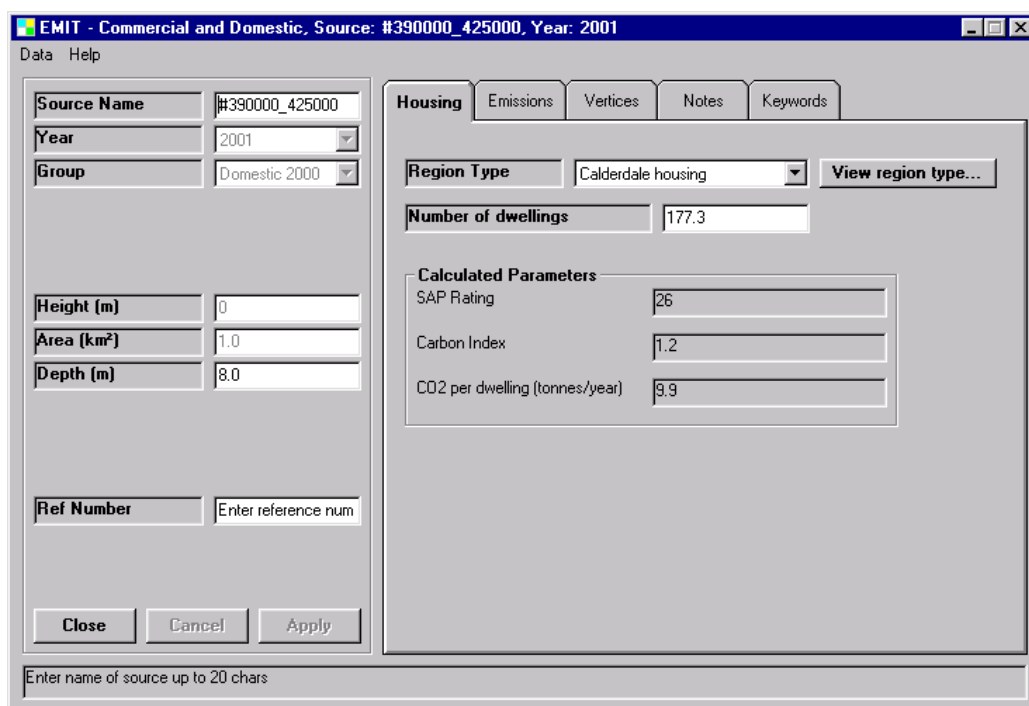 EMIT - Commercial and Domestic, Source: #390000_425000, Year: 2001
Data Help
Source Name #390000_425000
Year 2001
Group Domestic 2000
Height (m) 0
Area (km²) 1.0
Depth (m) 8.0
Ref Number Enter reference num
Close Cancel Apply
Housing Emissions Vertices Notes Keywords
Region Type Calderdale housing View region type...
Number of dwellings 177.3
Calculated Parameters
SAP Rating 26
Carbon Index 1.2
CO2 per dwelling (tonnes/year) 9.9
Enter name of source up to 20 chars